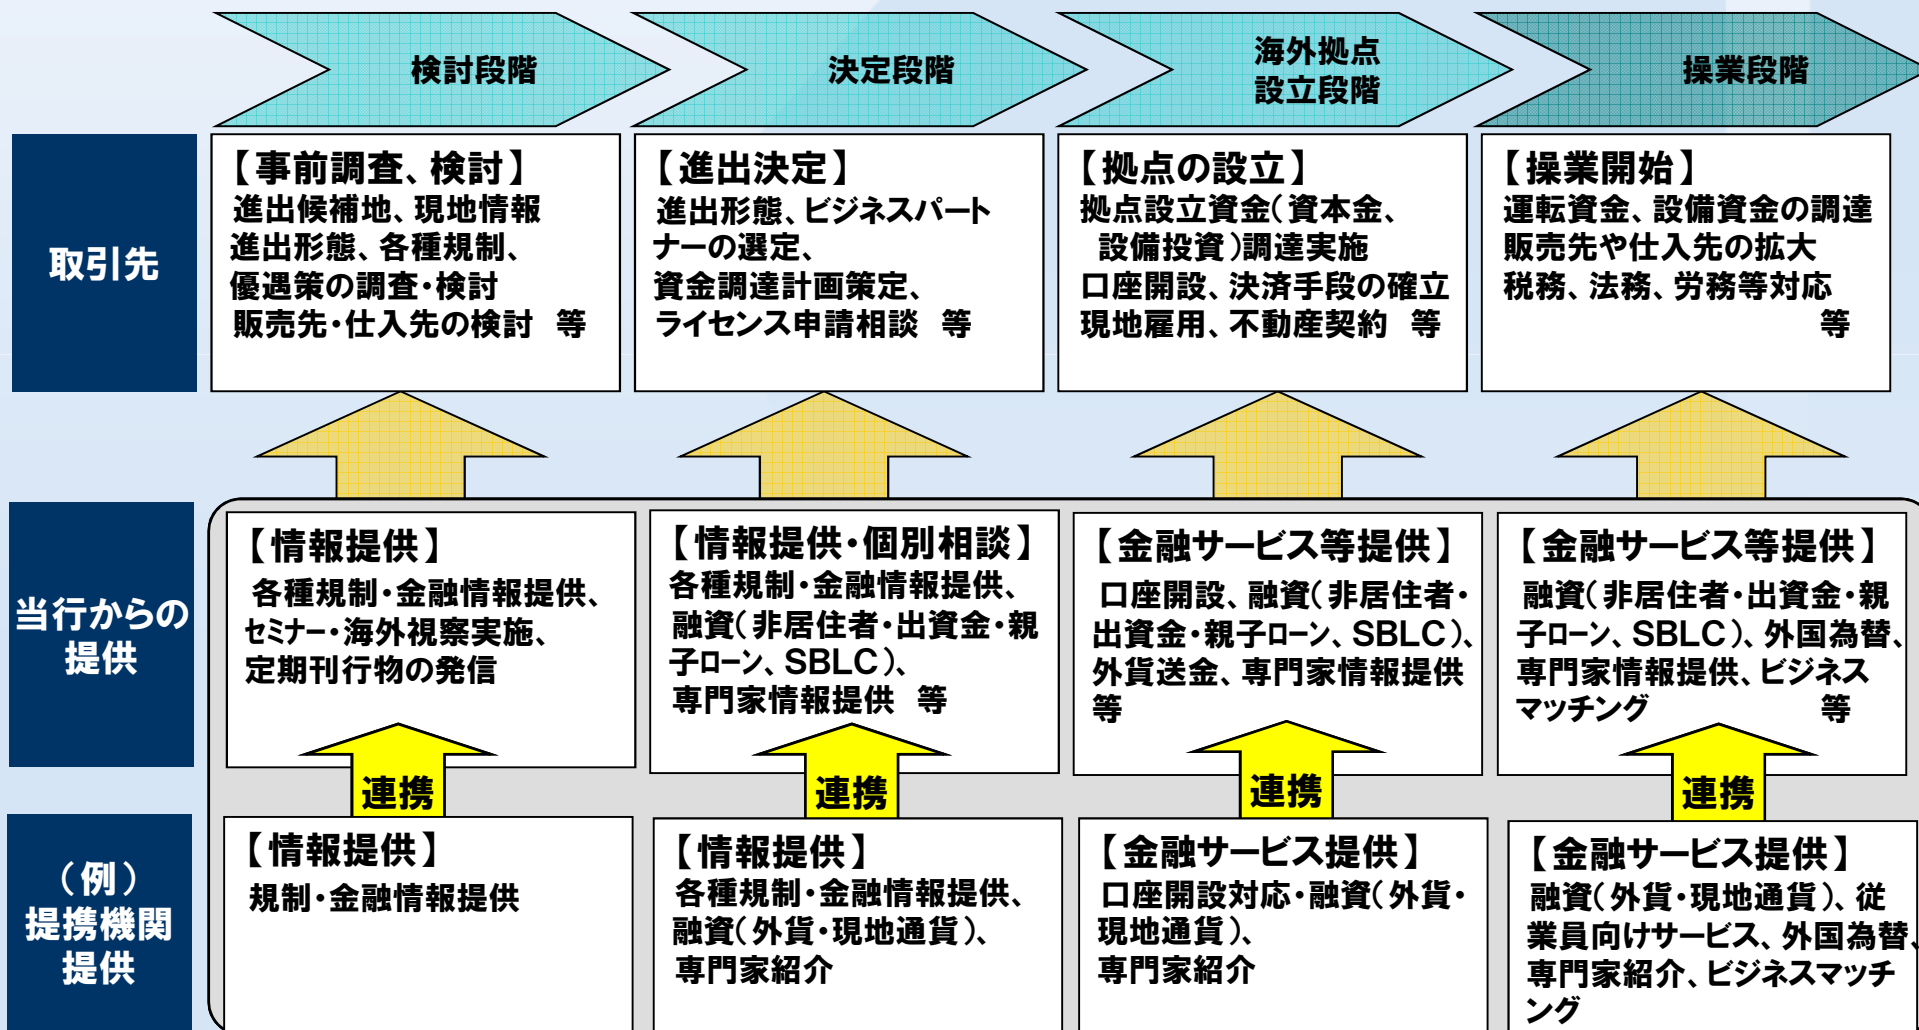 検討段階
決定段階
海外拠点
設立段階
操業段階
取引先
【事前調査、検討】
進出候補地、現地情報
進出形態、各種規制、
優遇策の調査・検討
販売先・仕入先の検討 等
【進出決定】
進出形態、ビジネスパート
ナーの選定、
資金調達計画策定、
ライセンス申請相談 等
【拠点の設立】
拠点設立資金(資本金、
設備投資)調達実施
口座開設、決済手段の確立
現地雇用、不動産契約 等
【操業開始】
運転資金、設備資金の調達
販売先や仕入先の拡大
税務、法務、労務等対応
等
当行からの
提供
【情報提供】
各種規制・金融情報提供、
セミナー・海外視察実施、
定期刊行物の発信
【情報提供・個別相談】
各種規制・金融情報提供、
融資(非居住者・出資金・親
子ローン、SBLC)、
専門家情報提供 等
【金融サービス等提供】
口座開設、融資(非居住者・
出資金・親子ローン、SBLC)、
外貨送金、専門家情報提供
等
【金融サービス等提供】
融資(非居住者・出資金・親
子ローン、SBLC)、外国為替、
専門家情報提供、ビジネス
マッチング 等
連携
連携
連携
連携
(例)
提携機関
提供
【情報提供】
規制・金融情報提供
【情報提供】
各種規制・金融情報提供、
融資(外貨・現地通貨)、
専門家紹介
【金融サービス提供】
口座開設対応・融資(外貨・
現地通貨)、
専門家紹介
【金融サービス提供】
融資(外貨・現地通貨)、従
業員向けサービス、外国為替、
専門家紹介、ビジネスマッチ
ング